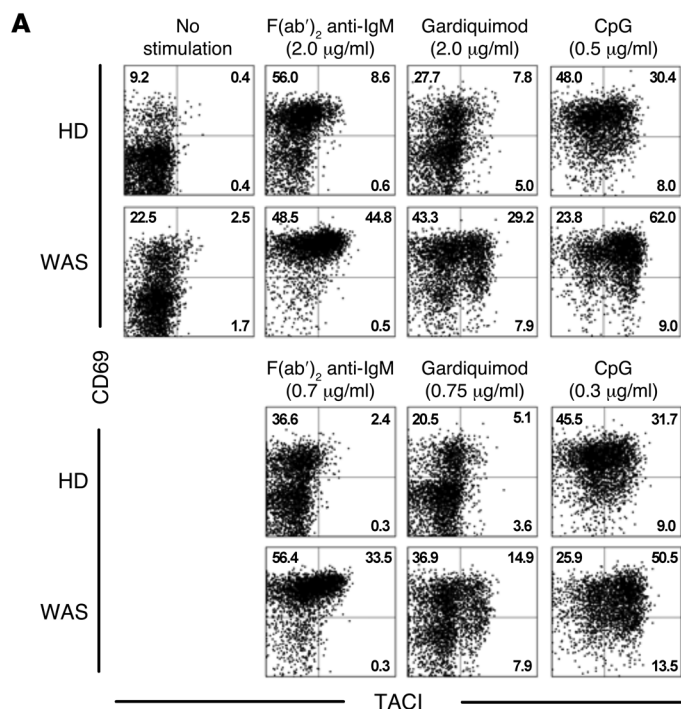 A
No stimulation
F(ab′)2 anti-IgM (2.0 µg/ml)
Gardiquimod (2.0 µg/ml)
CpG (0.5 µg/ml)
HD
9.2 0.4 56.0 8.6 27.7 7.8 48.0 30.4
0.4 0.6 5.0 8.0
WAS
22.5 2.5 48.5 44.8 43.3 29.2 23.8 62.0
1.7 0.5 7.9 9.0
CD69
F(ab′)2 anti-IgM (0.7 µg/ml)
Gardiquimod (0.75 µg/ml)
CpG (0.3 µg/ml)
HD
36.6 2.4 20.5 5.1 45.5 31.7
0.3 3.6 9.0
WAS
56.4 33.5 36.9 14.9 25.9 50.5
0.3 7.9 13.5
TACI